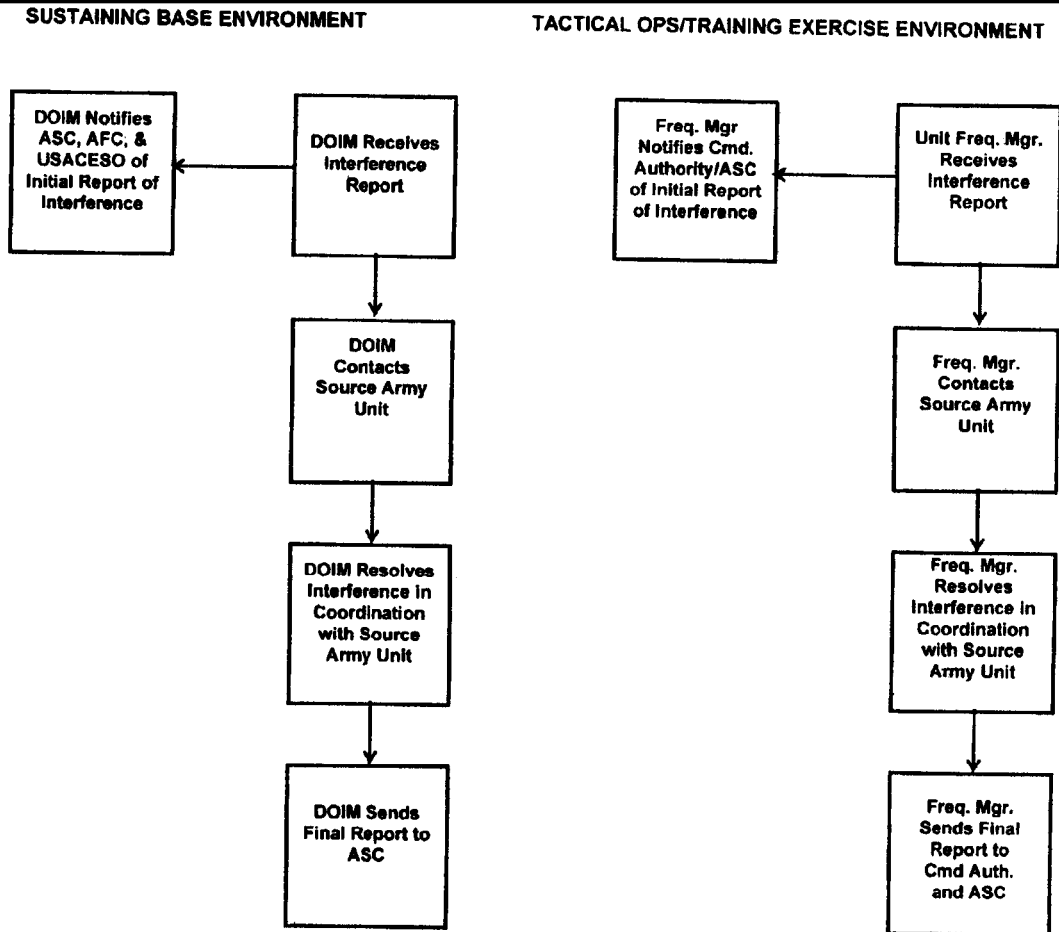 SUSTAINING BASE ENVIRONMENT
TACTICAL OPS/TRAINING EXERCISE ENVIRONMENT
DOIM Notifies
ASC, AFC, &
USACESO of
Initial Report of
Interference
DOIM Receives
Interference
Report
Freq. Mgr
Notifies Cmd.
Authority/ASC
of Initial Report
of Interference
Unit Freq. Mgr.
Receives
Interference
Report
DOIM
Contacts
Source Army
Unit
Freq. Mgr.
Contacts
Source Army
Unit
DOIM Resolves
Interference in
Coordination
with Source
Army Unit
Freq. Mgr.
Resolves
Interference in
Coordination
with Source
Army Unit
DOIM Sends
Final Report to
ASC
Freq. Mgr.
Sends Final
Report to
Cmd Auth.
and ASC